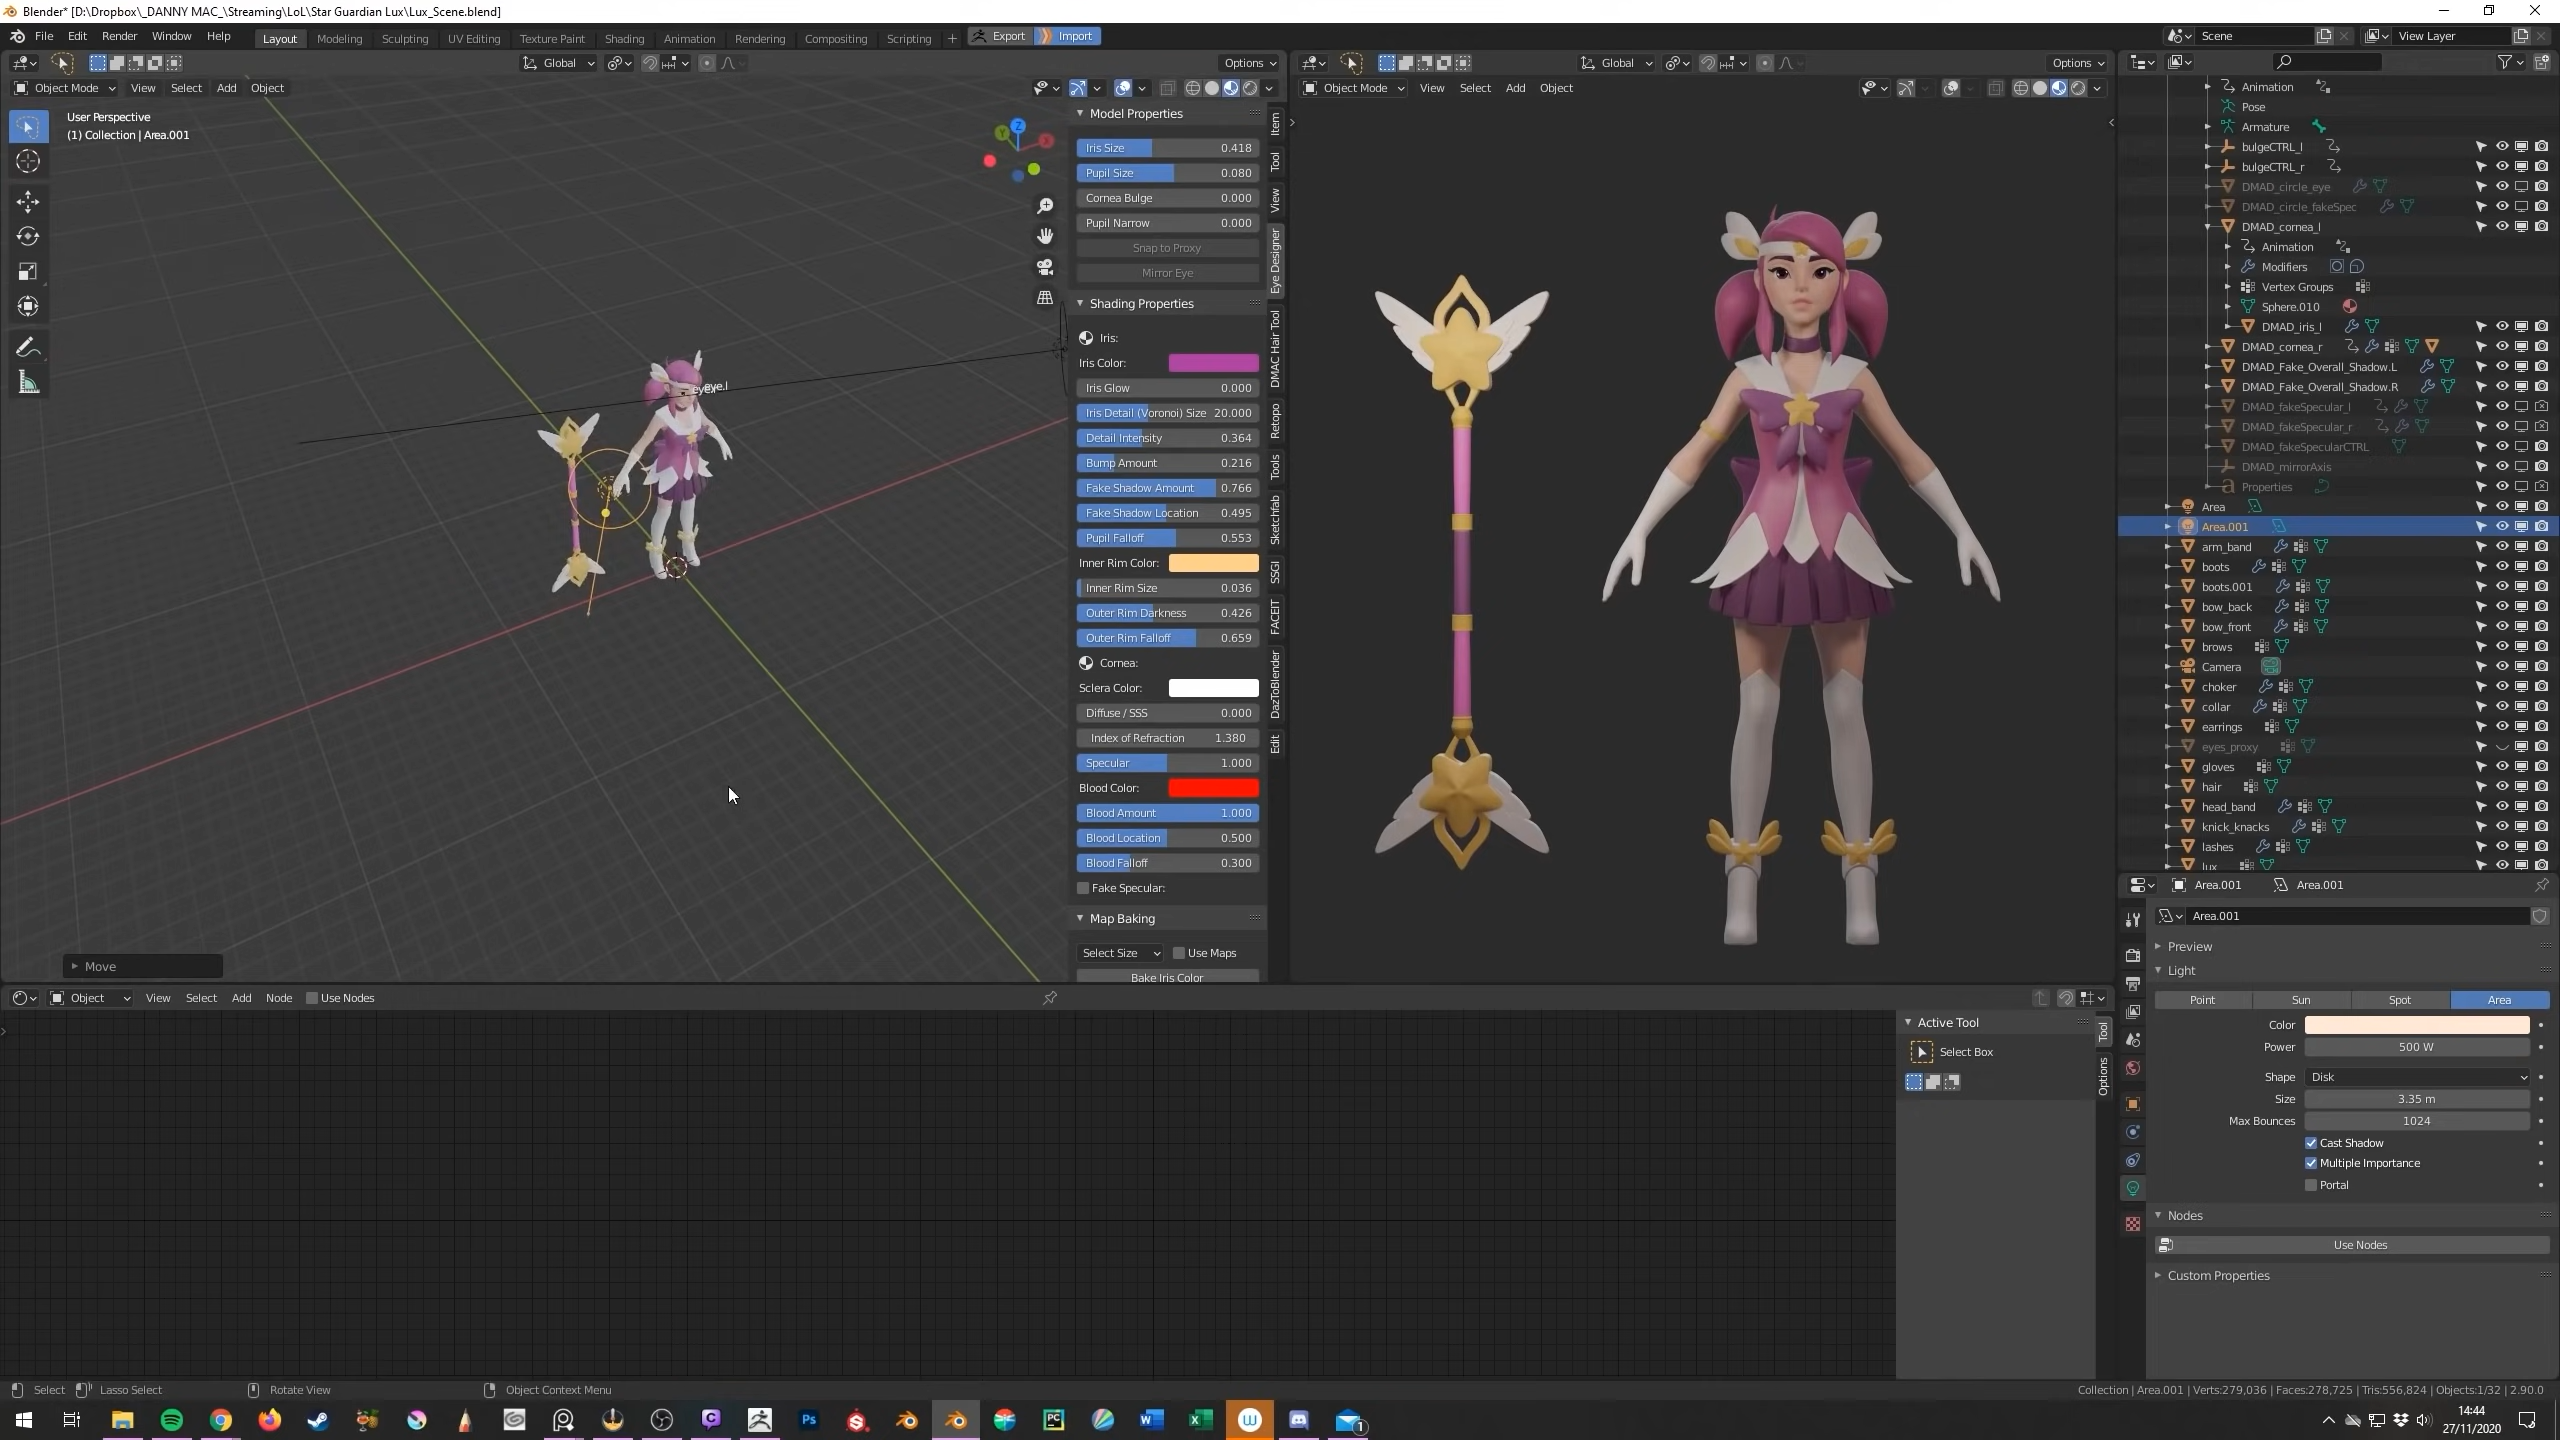 Blender* [D:\Dropbox\_DANNY MAC_\Streaming\LoL\Star Guardian Lux\Lux_Scene.blend]
File Edit Render Window Help
Layout Modeling Sculpting UV Editing Texture Paint Shading Animation Rendering Compositing Scripting + Export Import
Scene View Layer
Global Options
Object Mode View Select Add Object
User Perspective
(1) Collection | Area.001
eye.l
Move
Model Properties
Iris Size 0.418
Pupil Size 0.080
Cornea Bulge 0.000
Pupil Narrow 0.000
Snap to Proxy
Mirror Eye
Shading Properties
Iris:
Iris Color:
Iris Glow 0.000
Iris Detail (Voronoi) Size 20.000
Detail Intensity 0.364
Bump Amount 0.216
Fake Shadow Amount 0.766
Fake Shadow Location 0.495
Pupil Falloff 0.553
Inner Rim Color:
Inner Rim Size 0.036
Outer Rim Darkness 0.426
Outer Rim Falloff 0.659
Cornea:
Sclera Color:
Diffuse / SSS 0.000
Index of Refraction 1.380
Specular 1.000
Blood Color:
Blood Amount 1.000
Blood Location 0.500
Blood Falloff 0.300
Fake Specular:
Map Baking
Select Size Use Maps
Bake Iris Color
Item
Tool
View
Eye Designer
DMAC Hair Tool
Retopo
Tools
Sketchfab
SSGI
FACEIT
DazToBlender
Edit
Global Options
Object Mode View Select Add Object
Animation
Pose
Armature
bulgeCTRL_l
bulgeCTRL_r
DMAD_circle_eye
DMAD_circle_fakeSpec
DMAD_cornea_l
Animation
Modifiers
Vertex Groups
Sphere.010
DMAD_iris_l
DMAD_cornea_r
DMAD_Fake_Overall_Shadow.L
DMAD_Fake_Overall_Shadow.R
DMAD_fakeSpecular_l
DMAD_fakeSpecular_r
DMAD_fakeSpecularCTRL
DMAD_mirrorAxis
Properties
Area
Area.001
arm_band
boots
boots.001
bow_back
bow_front
brows
Camera
choker
collar
earrings
eyes_proxy
gloves
hair
head_band
knick_knacks
lashes
lux
Area.001 Area.001
Area.001
Preview
Light
Point Sun Spot Area
Color
Power 500 W
Shape Disk
Size 3.35 m
Max Bounces 1024
Cast Shadow
Multiple Importance
Portal
Nodes
Use Nodes
Custom Properties
Object View Select Add Node Use Nodes
Active Tool
Select Box
Tool
Options
Select Lasso Select Rotate View Object Context Menu
Collection | Area.001 | Verts:279,036 | Faces:278,725 | Tris:556,824 | Objects:1/32 | 2.90.0
14:44
27/11/2020